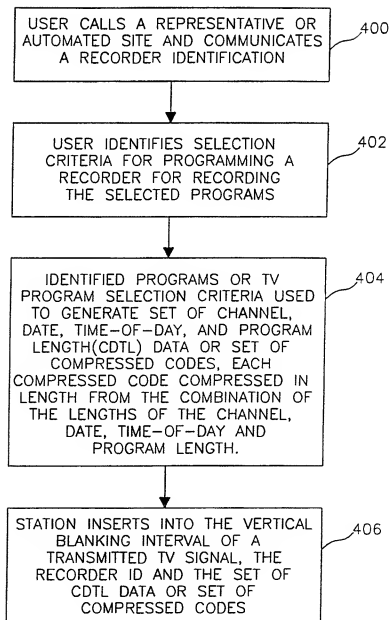 USER CALLS A REPRESENTATIVE OR
AUTOMATED SITE AND COMMUNICATES
A RECORDER IDENTIFICATION
400
USER IDENTIFIES SELECTION
CRITERIA FOR PROGRAMMING A
RECORDER FOR RECORDING
THE SELECTED PROGRAMS
402
IDENTIFIED PROGRAMS OR TV
PROGRAM SELECTION CRITERIA USED
TO GENERATE SET OF CHANNEL,
DATE, TIME-OF-DAY, AND PROGRAM
LENGTH(CDTL) DATA OR SET OF
COMPRESSED CODES, EACH
COMPRESSED CODE COMPRESSED IN
LENGTH FROM THE COMBINATION OF
THE LENGTHS OF THE CHANNEL,
DATE, TIME-OF-DAY AND
PROGRAM LENGTH.
404
STATION INSERTS INTO THE VERTICAL
BLANKING INTERVAL OF A
TRANSMITTED TV SIGNAL, THE
RECORDER ID AND THE SET OF
CDTL DATA OR SET OF
COMPRESSED CODES
406